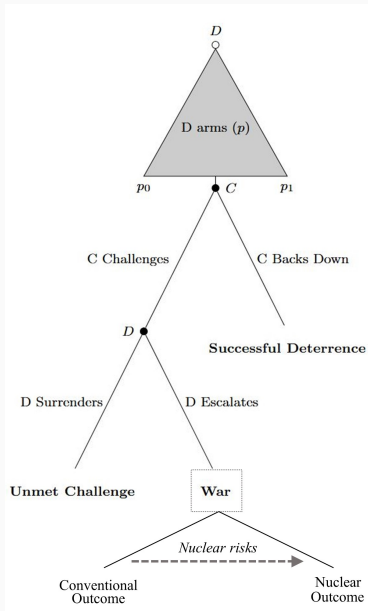 D
D arms (p)
p₀
C
p₁
C Challenges
C Backs Down
D
Successful Deterrence
D Surrenders
D Escalates
Unmet Challenge
War
Nuclear risks
Conventional
Outcome
Nuclear
Outcome